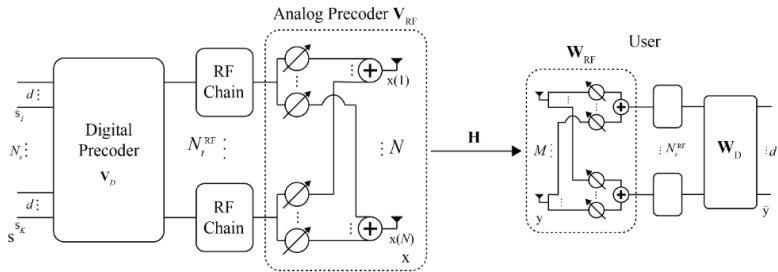 Analog Precoder V_RF
User
W_RF
RF Chain
d⋮
s₁
Digital Precoder V_D
N_s ⋮
N_t^RF ⋮
d⋮
s_K
s
RF Chain
x(1)
⋮ N
x(N)
x
H
M ⋮
y
⋮ N_r^RF
W_D
⋮ d
ȳ